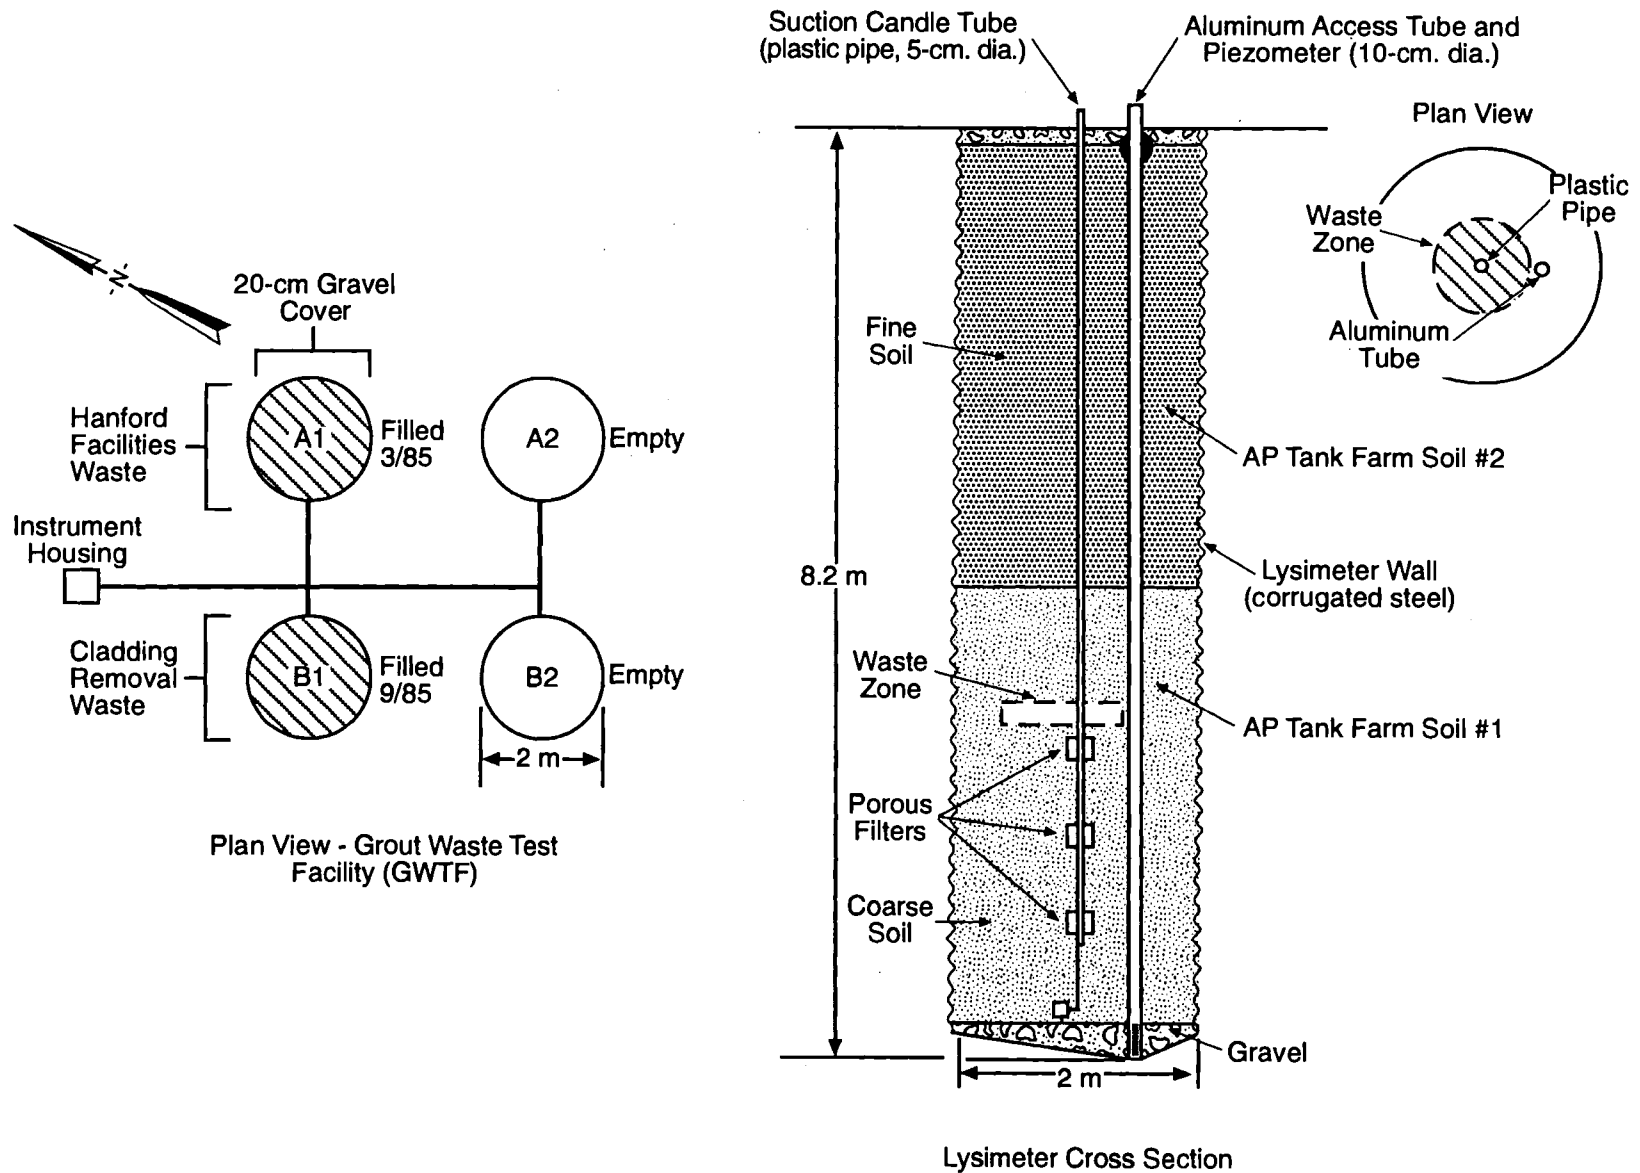 Suction Candle Tube
(plastic pipe, 5-cm. dia.)
Aluminum Access Tube and
Piezometer (10-cm. dia.)
Plan View
Plastic
Pipe
Waste
Zone
Aluminum
Tube
N
20-cm Gravel
Cover
Hanford
Facilities
Waste
A1
Filled
3/85
A2
Empty
Instrument
Housing
Cladding
Removal
Waste
B1
Filled
9/85
B2
Empty
2 m
Plan View - Grout Waste Test
Facility (GWTF)
Fine
Soil
AP Tank Farm Soil #2
8.2 m
Lysimeter Wall
(corrugated steel)
Waste
Zone
AP Tank Farm Soil #1
Porous
Filters
Coarse
Soil
Gravel
2 m
Lysimeter Cross Section